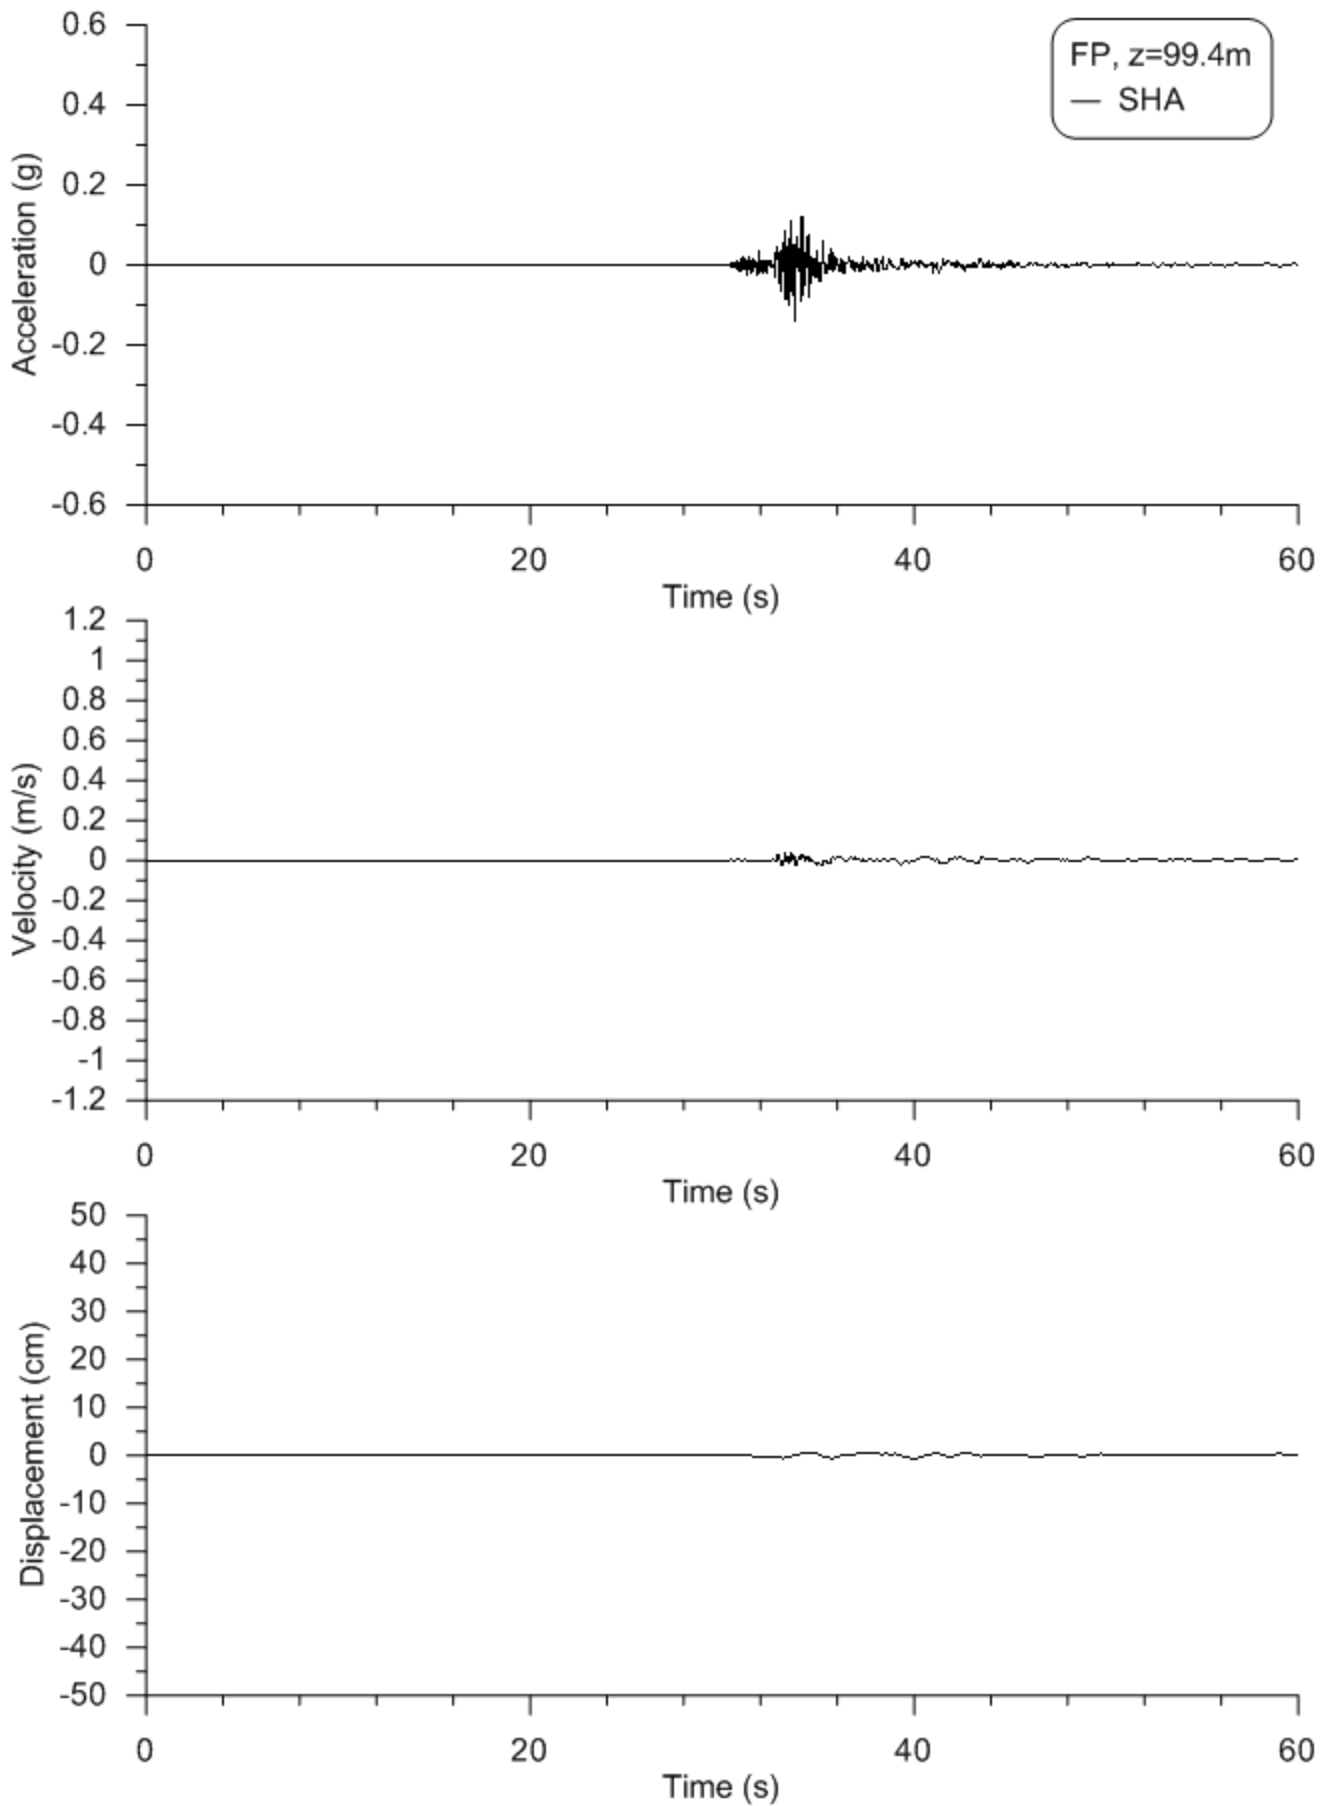 0.6
FP, z=99.4m
— SHA
0.4
0.2
0
-0.2
-0.4
-0.6
Acceleration (g)
0 20 40 60
Time (s)
1.2
1
0.8
0.6
0.4
0.2
0
-0.2
-0.4
-0.6
-0.8
-1
-1.2
Velocity (m/s)
0 20 40 60
Time (s)
50
40
30
20
10
0
-10
-20
-30
-40
-50
Displacement (cm)
0 20 40 60
Time (s)